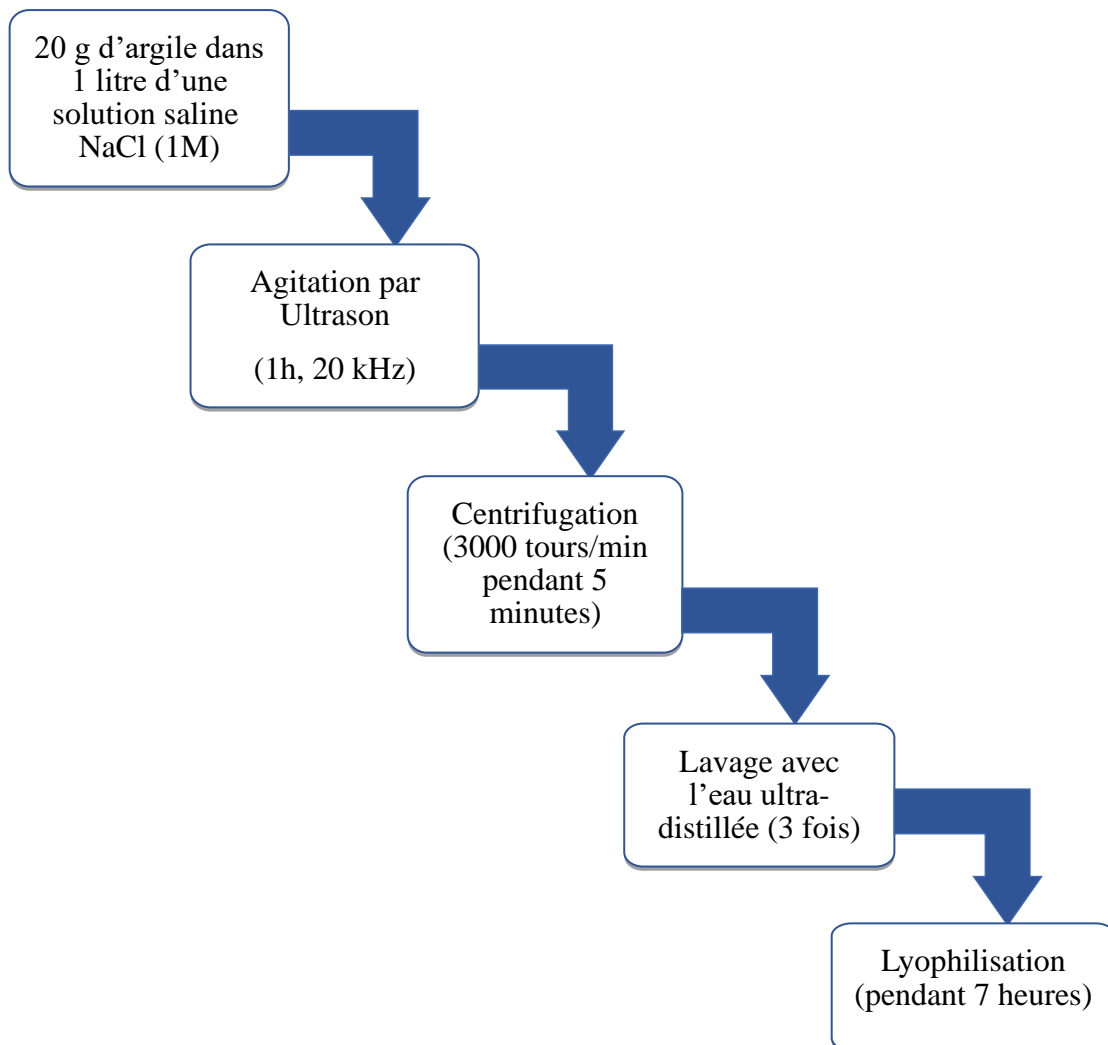 20 g d’argile dans
1 litre d’une
solution saline
NaCl (1M)
Agitation par
Ultrason
(1h, 20 kHz)
Centrifugation
(3000 tours/min
pendant 5
minutes)
Lavage avec
l’eau ultra-
distillée (3 fois)
Lyophilisation
(pendant 7 heures)